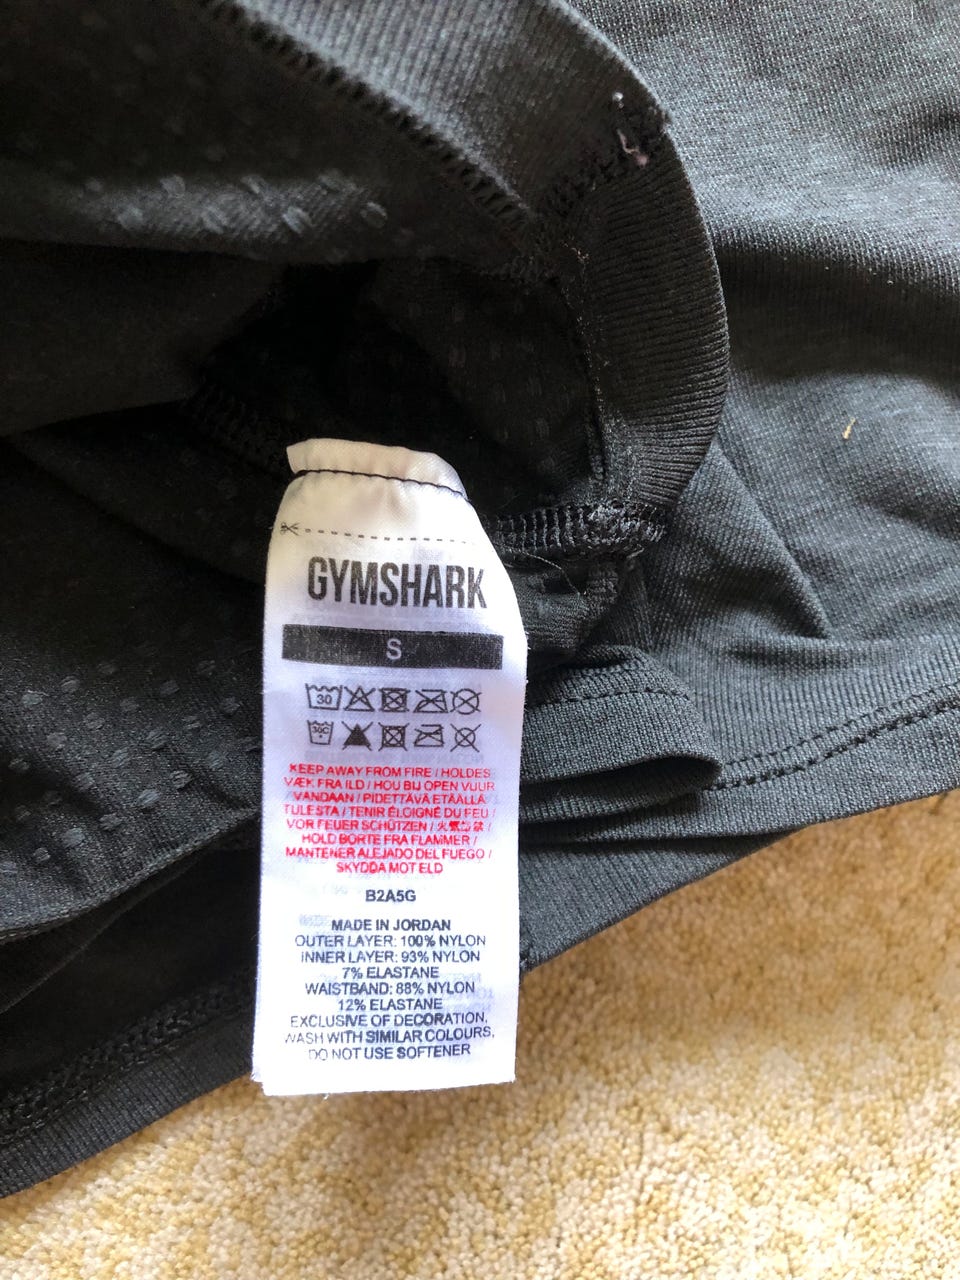 GYMSHARK
S
30
30C
KEEP AWAY FROM FIRE / HOLDES
VÆK FRA ILD / HOU BIJ OPEN VUUR
VANDAAN / PIDETTÄVÄ ETÄÄLLÄ
TULESTA / TENIR ÉLOIGNÉ DU FEU /
VOR FEUER SCHÜTZEN / 火気厳禁 /
HOLD BORTE FRA FLAMMER /
MANTENER ALEJADO DEL FUEGO /
SKYDDA MOT ELD
B2A5G
MADE IN JORDAN
OUTER LAYER: 100% NYLON
INNER LAYER: 93% NYLON
7% ELASTANE
WAISTBAND: 88% NYLON
12% ELASTANE
EXCLUSIVE OF DECORATION.
WASH WITH SIMILAR COLOURS,
DO NOT USE SOFTENER